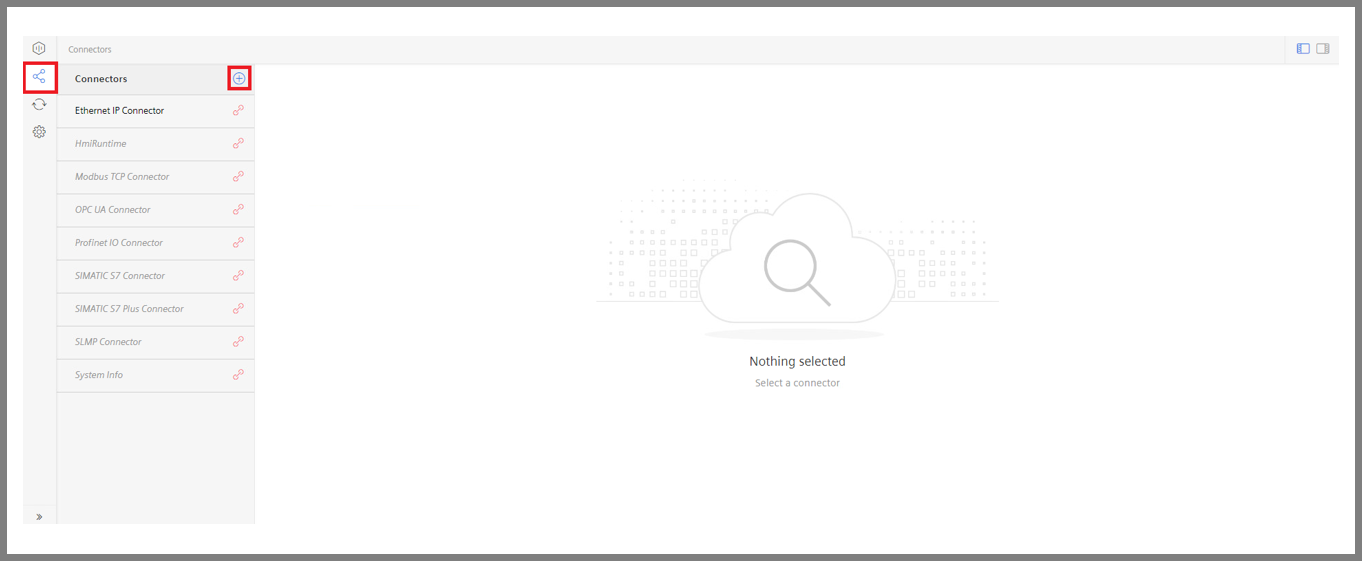 Connectors
Connectors
Ethernet IP Connector
HmiRuntime
Modbus TCP Connector
OPC UA Connector
Profinet IO Connector
SIMATIC S7 Connector
SIMATIC S7 Plus Connector
SLMP Connector
System Info
Nothing selected
Select a connector